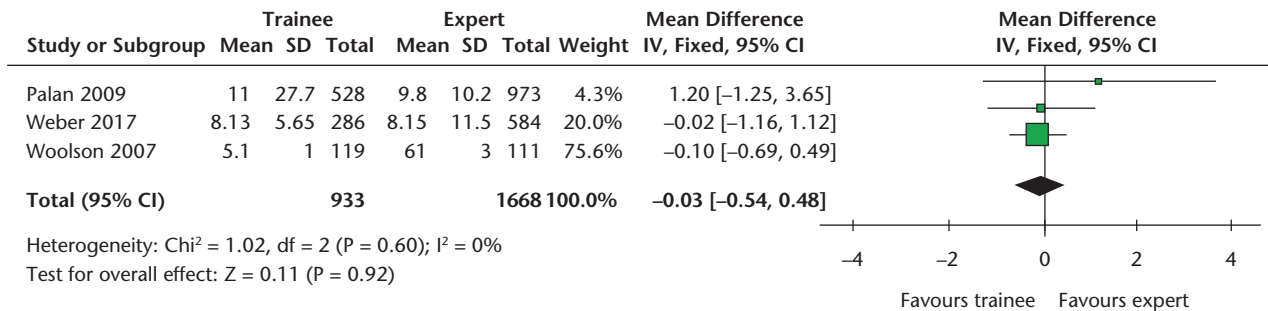 Trainee Expert Mean Difference Mean Difference
Study or Subgroup Mean SD Total Mean SD Total Weight IV, Fixed, 95% CI IV, Fixed, 95% CI
Palan 2009 11 27.7 528 9.8 10.2 973 4.3% 1.20 [–1.25, 3.65]
Weber 2017 8.13 5.65 286 8.15 11.5 584 20.0% –0.02 [–1.16, 1.12]
Woolson 2007 5.1 1 119 61 3 111 75.6% –0.10 [–0.69, 0.49]
Total (95% CI) 933 1668 100.0% –0.03 [–0.54, 0.48]
Heterogeneity: Chi² = 1.02, df = 2 (P = 0.60); I² = 0%
Test for overall effect: Z = 0.11 (P = 0.92)
–4 –2 0 2 4
Favours trainee Favours expert